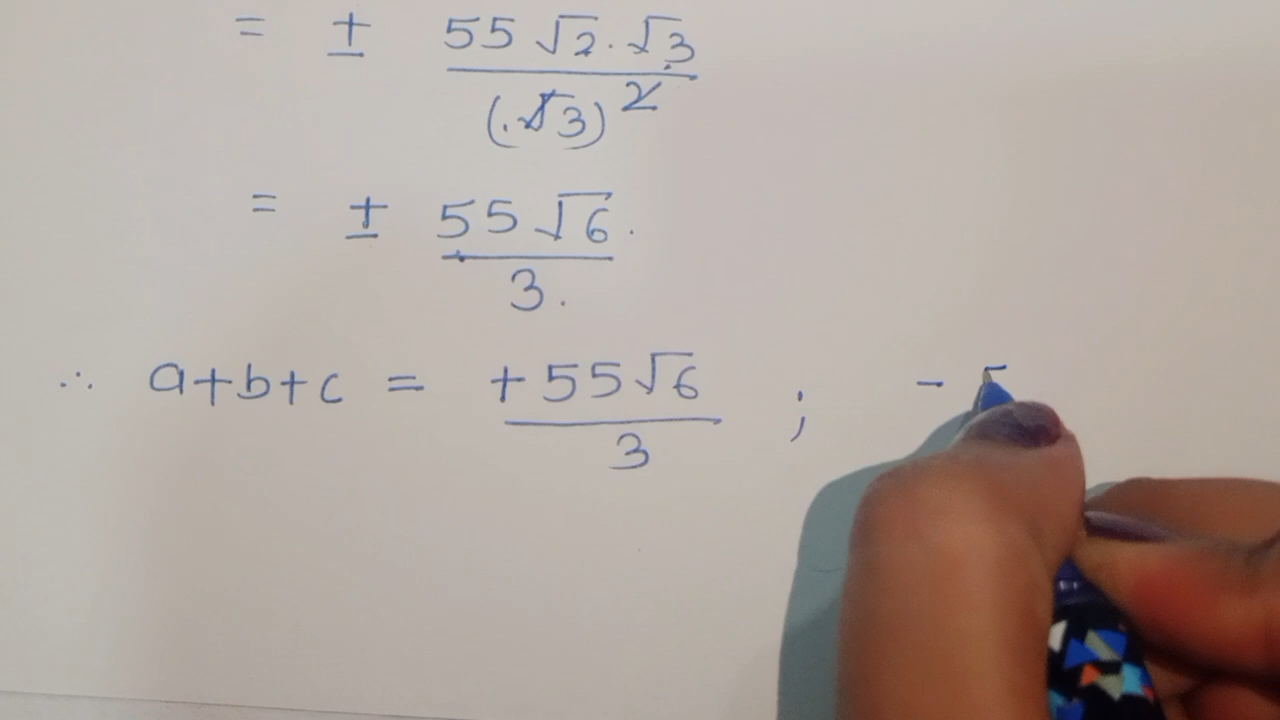 = ± 55 √2 . √3
(√3)²
= ± 55 √6 .
3 .
∴ a+b+c = + 55 √6 ; -
3